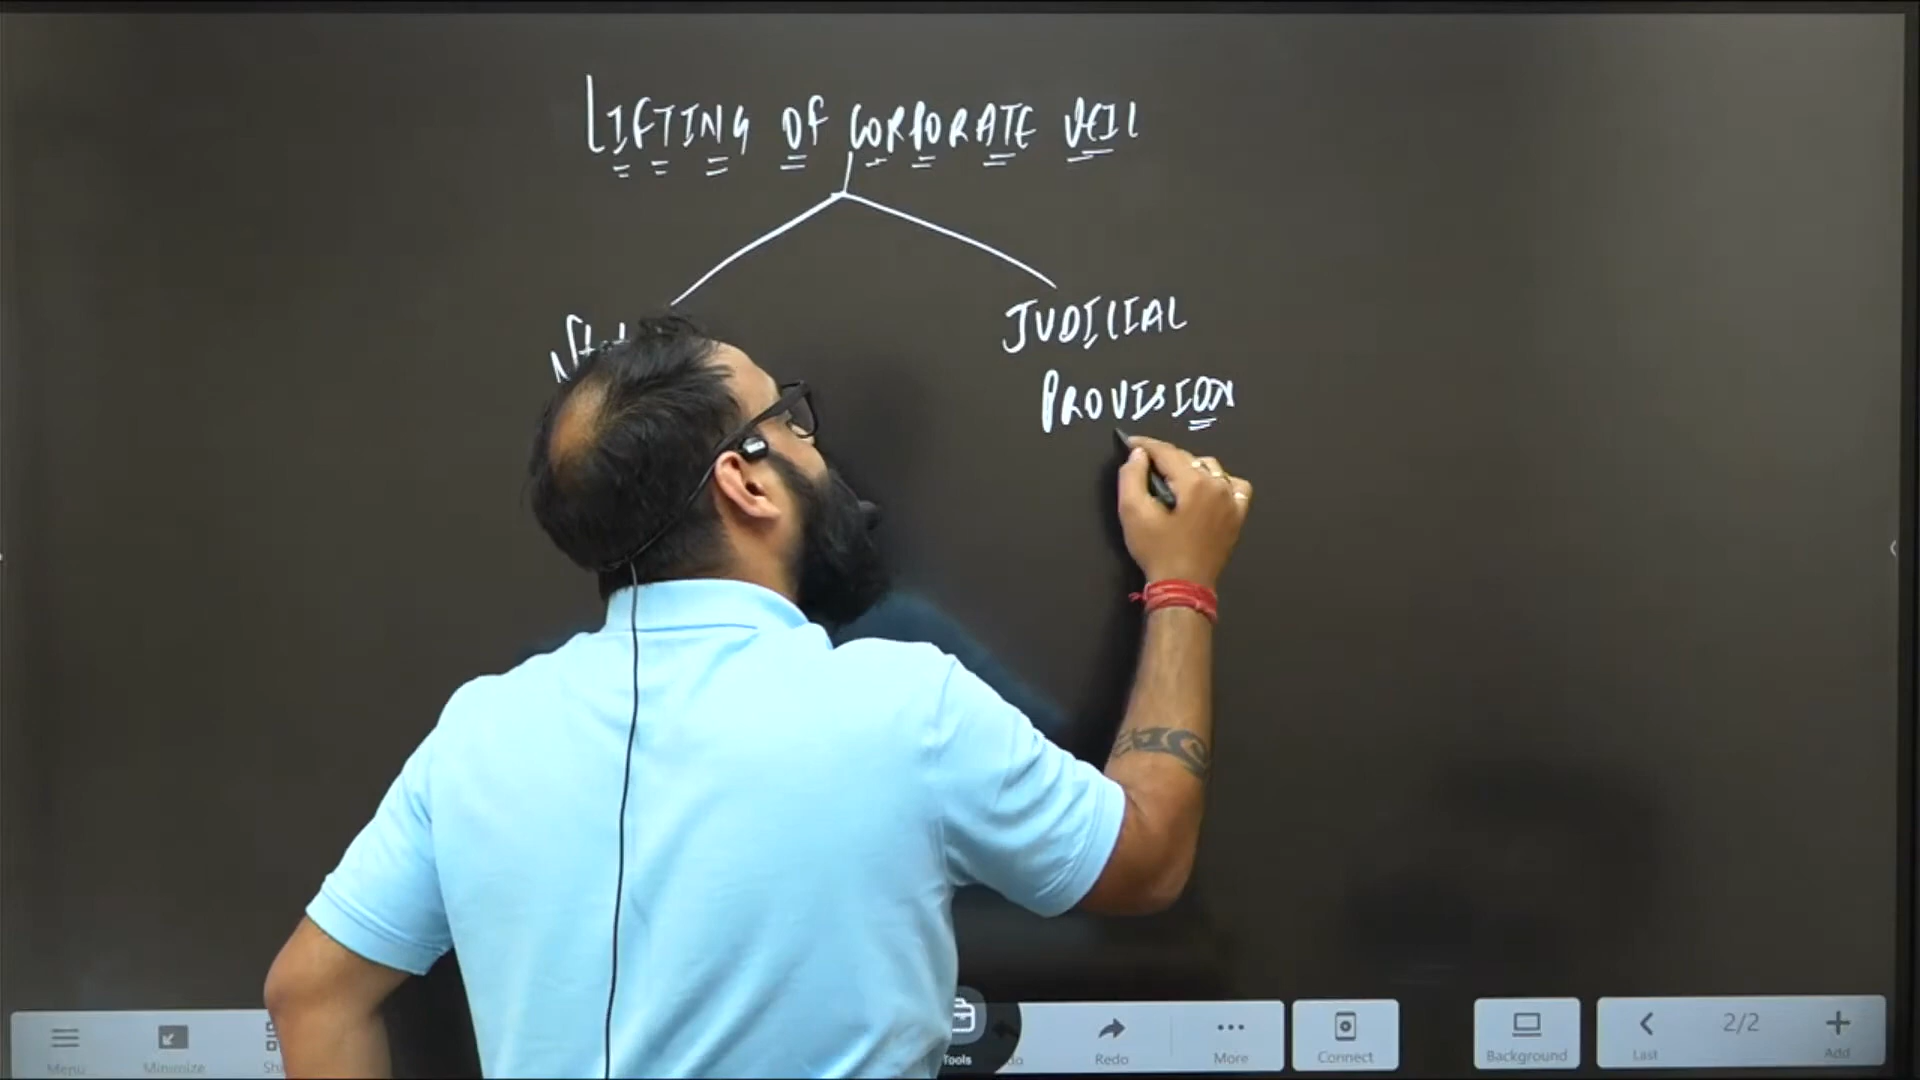 LIFTING OF CORPORATE VEIL
JUDICIAL
PROVISION
Menu
Minimize
Tools
Redo
More
Connect
Background
Last
2/2
Add